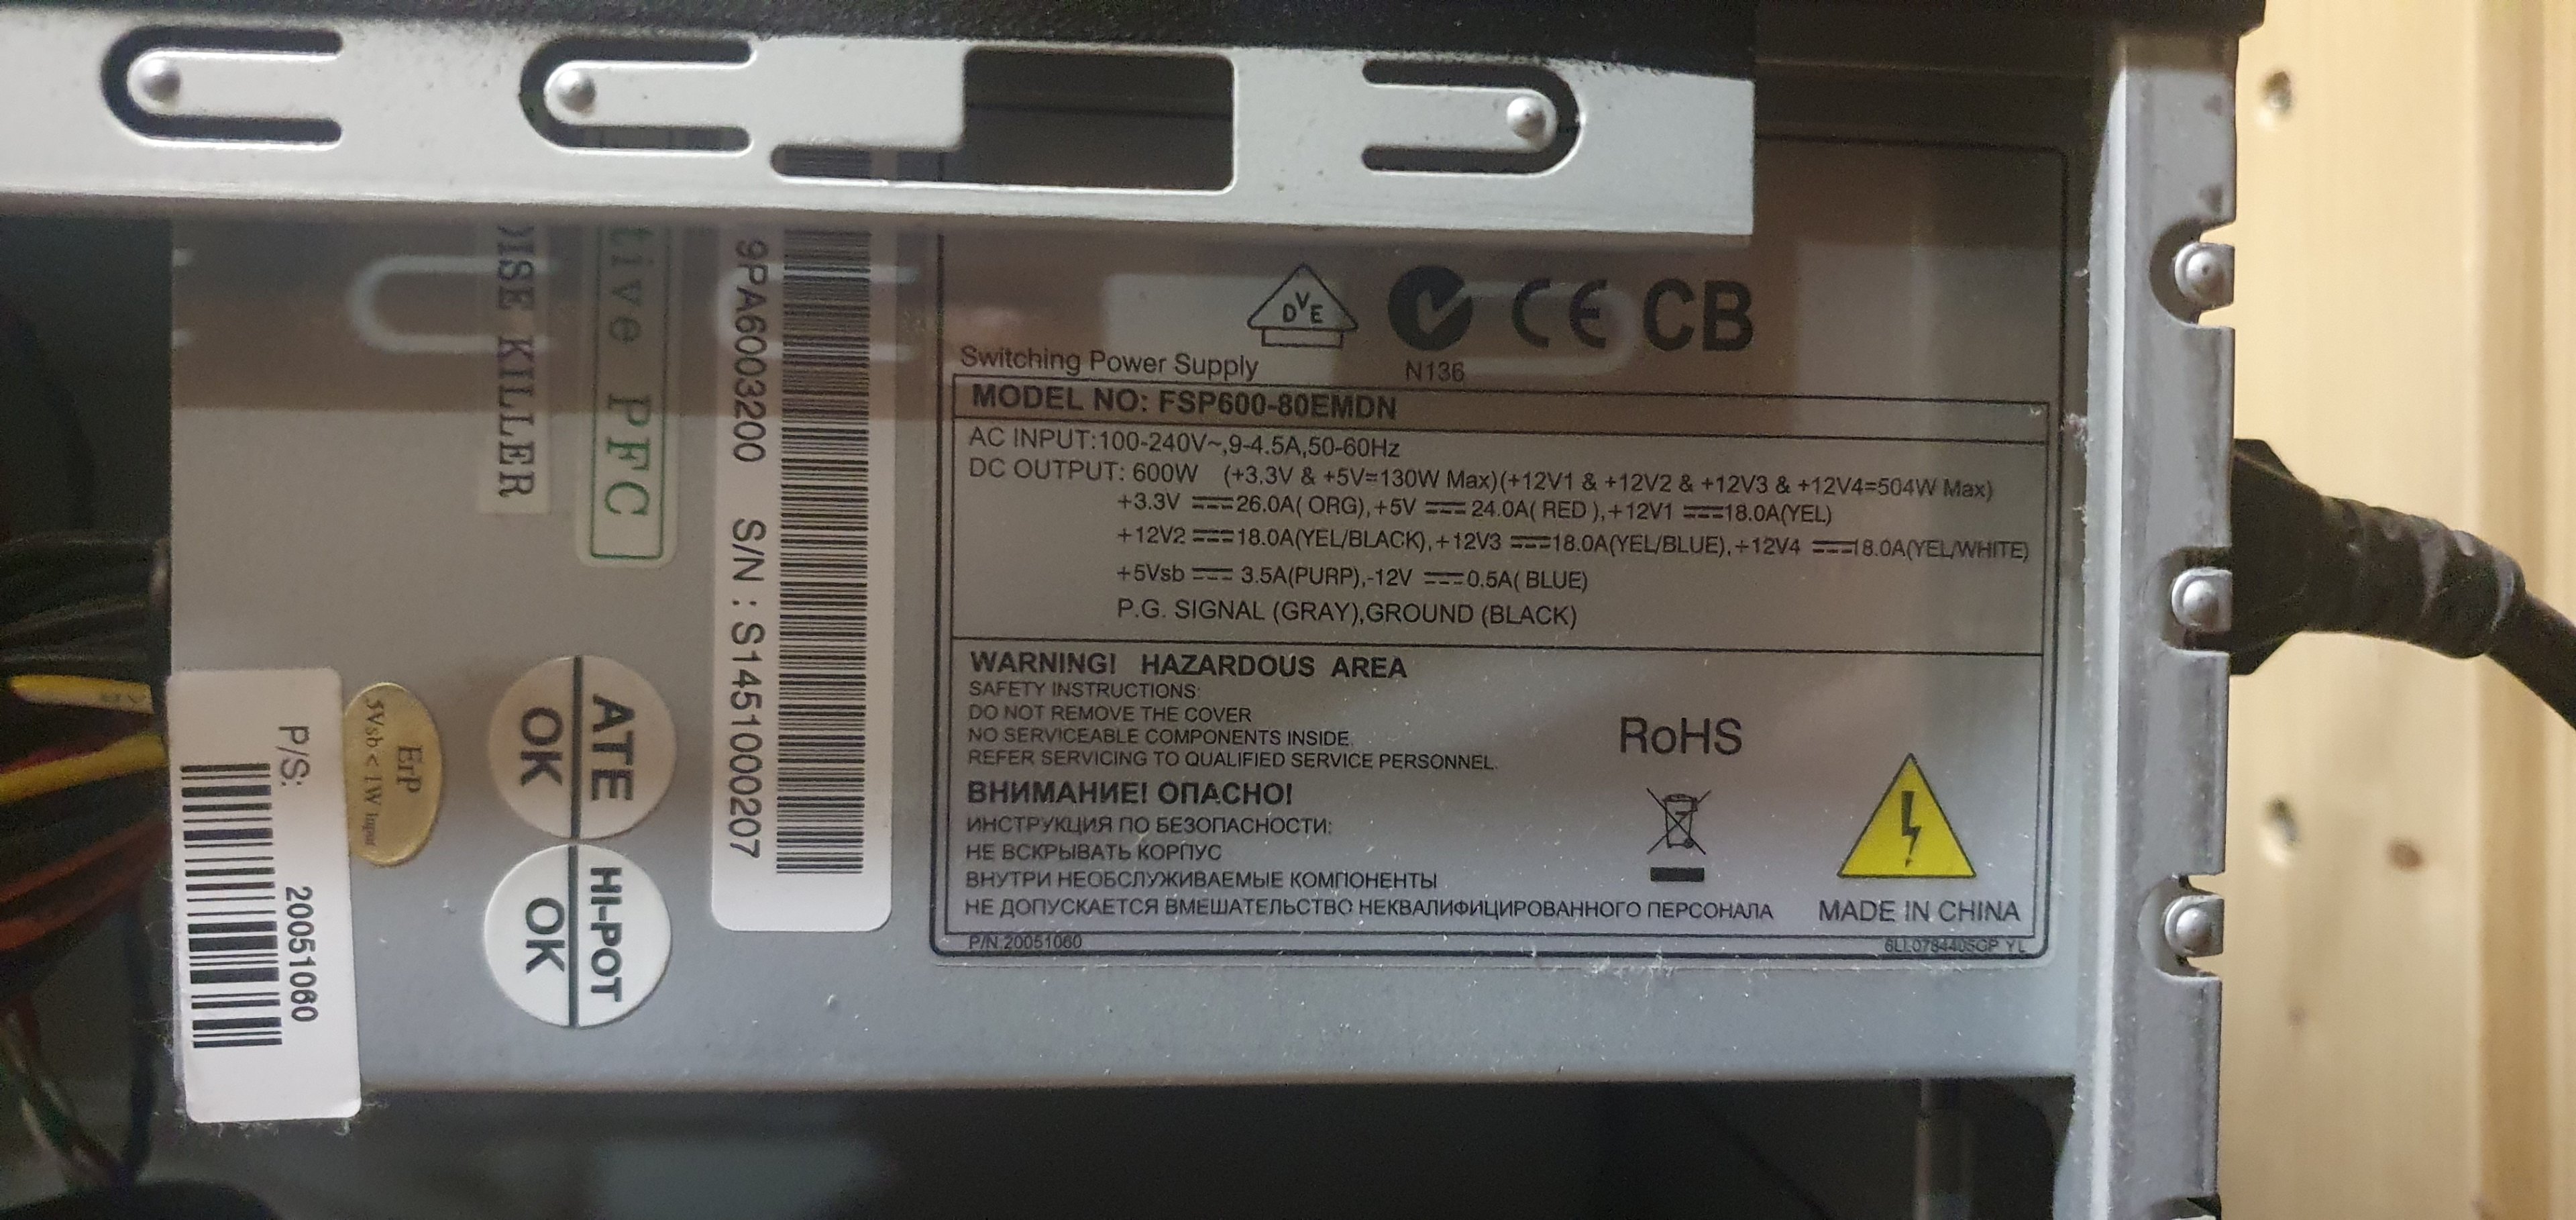 DVE
N136
CE CB
Switching Power Supply
MODEL NO: FSP600-80EMDN
AC INPUT:100-240V~,9-4.5A,50-60Hz
DC OUTPUT: 600W (+3.3V & +5V=130W Max)(+12V1 & +12V2 & +12V3 & +12V4=504W Max)
+3.3V ⎓26.0A( ORG),+5V ⎓ 24.0A( RED ),+12V1 ⎓18.0A(YEL)
+12V2 ⎓18.0A(YEL/BLACK),+12V3 ⎓18.0A(YEL/BLUE),+12V4 ⎓18.0A(YEL/WHITE)
+5Vsb ⎓ 3.5A(PURP),-12V ⎓0.5A( BLUE)
P.G. SIGNAL (GRAY),GROUND (BLACK)
WARNING! HAZARDOUS AREA
SAFETY INSTRUCTIONS:
DO NOT REMOVE THE COVER
NO SERVICEABLE COMPONENTS INSIDE.
REFER SERVICING TO QUALIFIED SERVICE PERSONNEL.
ВНИМАНИЕ! ОПАСНО!
ИНСТРУКЦИЯ ПО БЕЗОПАСНОСТИ:
НЕ ВСКРЫВАТЬ КОРПУС
ВНУТРИ НЕОБСЛУЖИВАЕМЫЕ КОМПОНЕНТЫ
НЕ ДОПУСКАЕТСЯ ВМЕШАТЕЛЬСТВО НЕКВАЛИФИЦИРОВАННОГО ПЕРСОНАЛА
RoHS
MADE IN CHINA
P/N:20051060
9PA6003200 S/N : S1451000207
tive PFC
OISE KILLER
ATE
OK
HI-POT
OK
ErP
5Vsb < 1W Input
P/S:
20051060